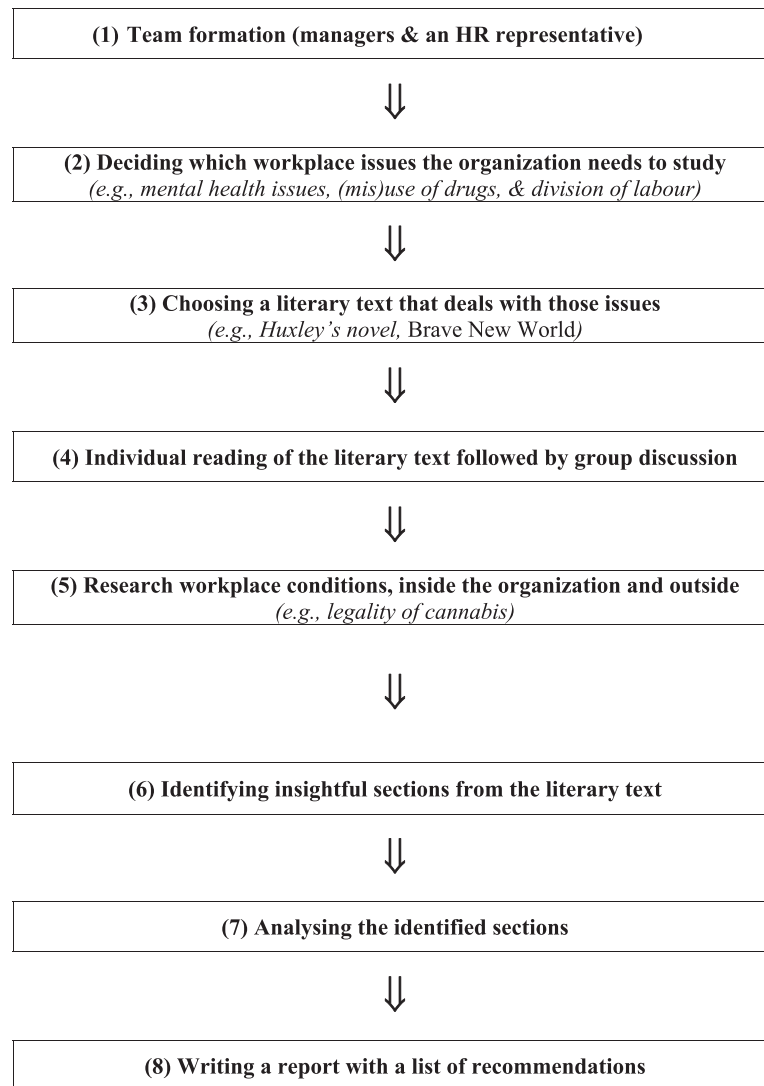 (1) Team formation (managers & an HR representative)
⇓
(2) Deciding which workplace issues the organization needs to study
(e.g., mental health issues, (mis)use of drugs, & division of labour)
⇓
(3) Choosing a literary text that deals with those issues
(e.g., Huxley’s novel, Brave New World)
⇓
(4) Individual reading of the literary text followed by group discussion
⇓
(5) Research workplace conditions, inside the organization and outside
(e.g., legality of cannabis)
⇓
(6) Identifying insightful sections from the literary text
⇓
(7) Analysing the identified sections
⇓
(8) Writing a report with a list of recommendations